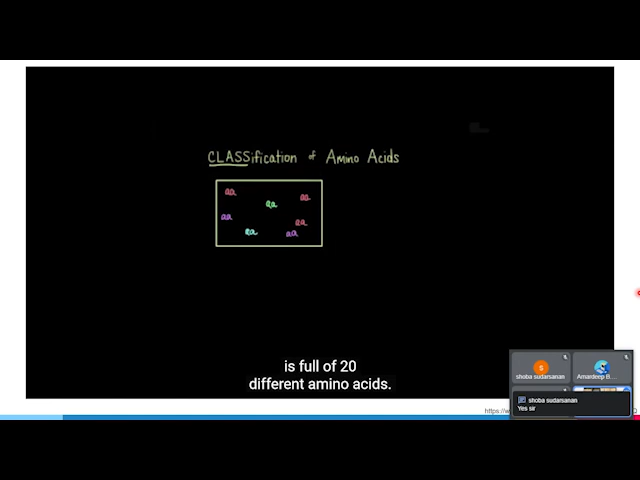 CLASSification of Amino Acids
aa
aa
aa
aa
aa
aa
aa
is full of 20
different amino acids.
S
shoba sudarsanan
Amardeep B...
shoba sudarsanan
Yes sir
https://w